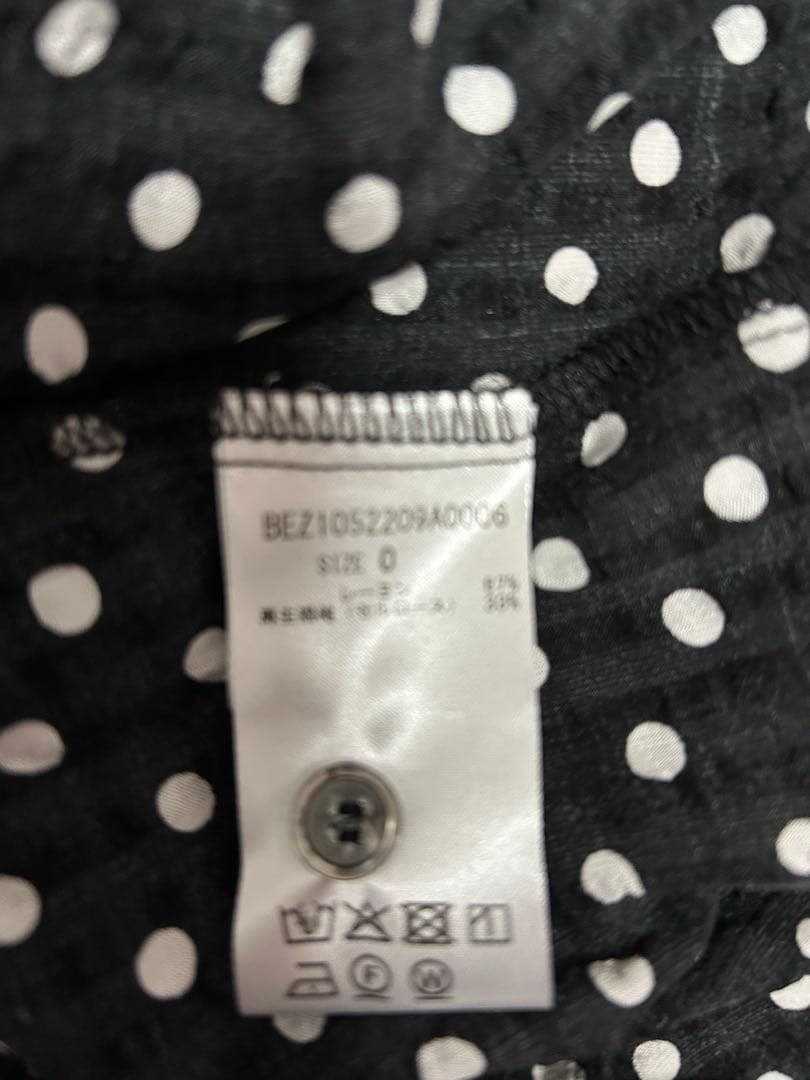 BEZ1052209A0006
SIZE 0
レーヨン 67%
再生繊維（セルロース） 33%
F W